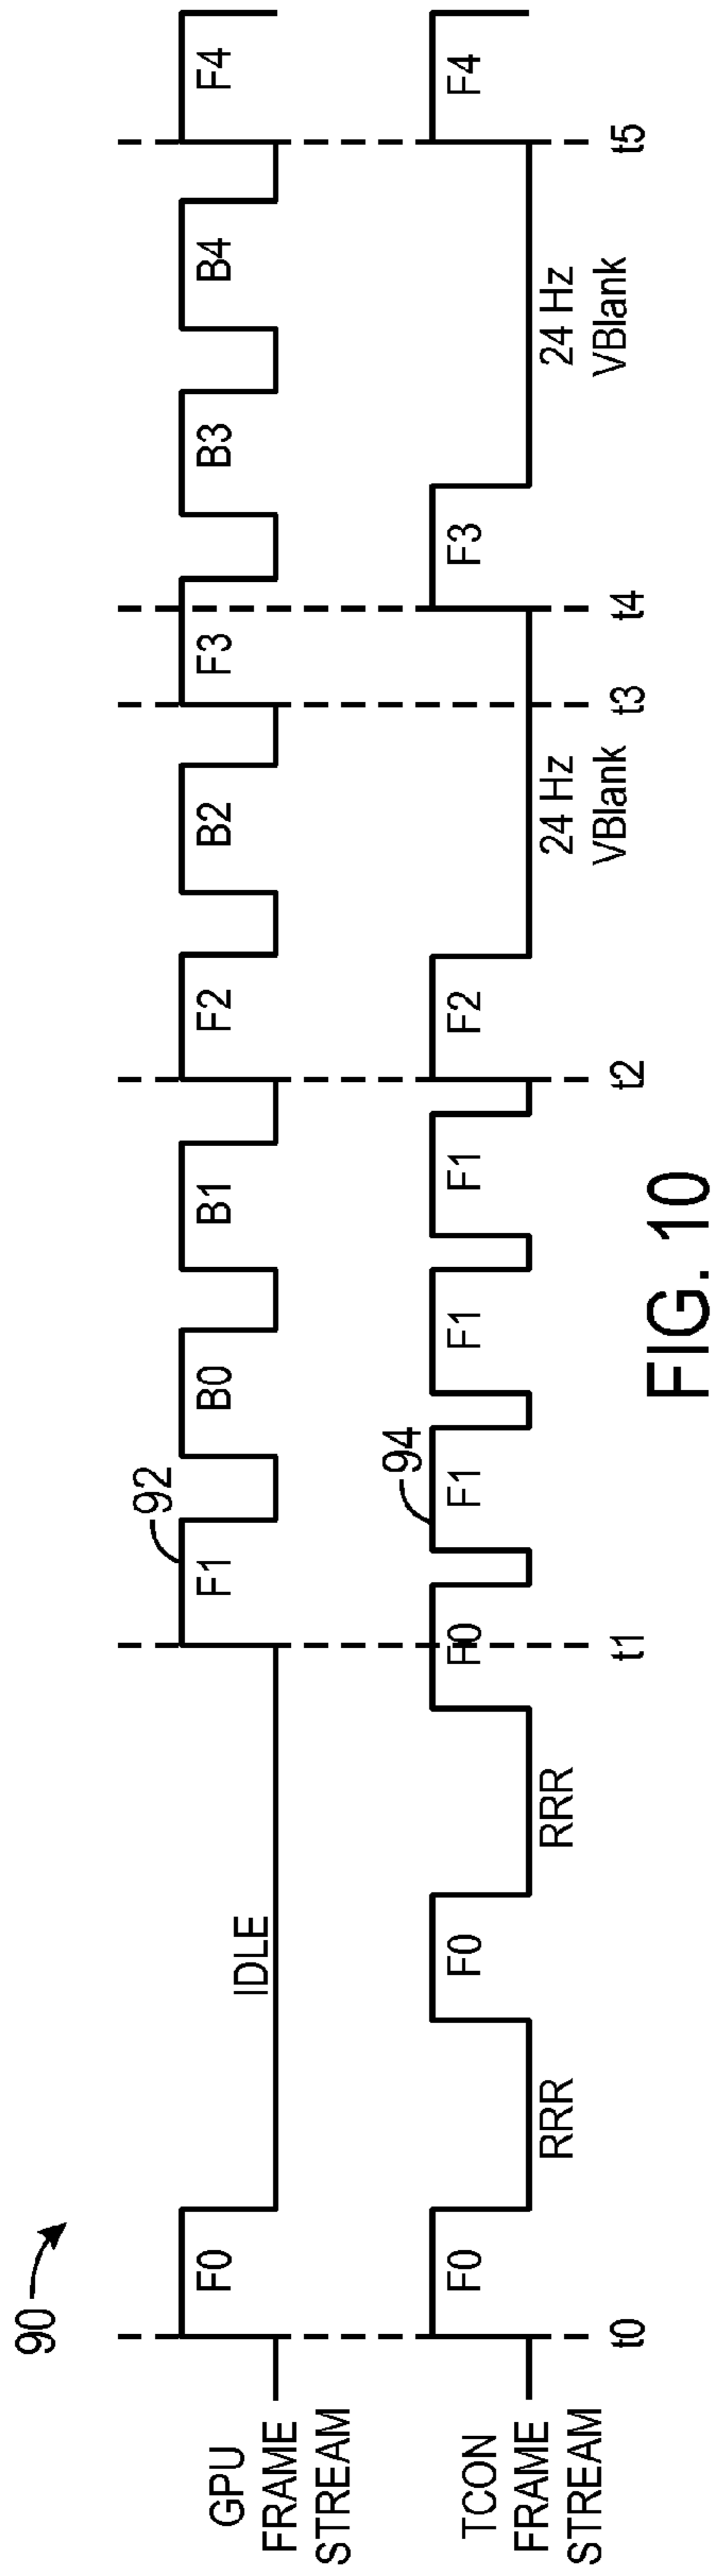 90
GPU
FRAME
STREAM
F0
IDLE
F1
92
B0
B1
F2
B2
F3
B3
B4
F4
TCON
FRAME
STREAM
F0
RRR
F0
RRR
F0
F1
94
F1
F1
F2
24 Hz
VBlank
F3
24 Hz
VBlank
F4
t0
t1
t2
t3
t4
t5
FIG. 10